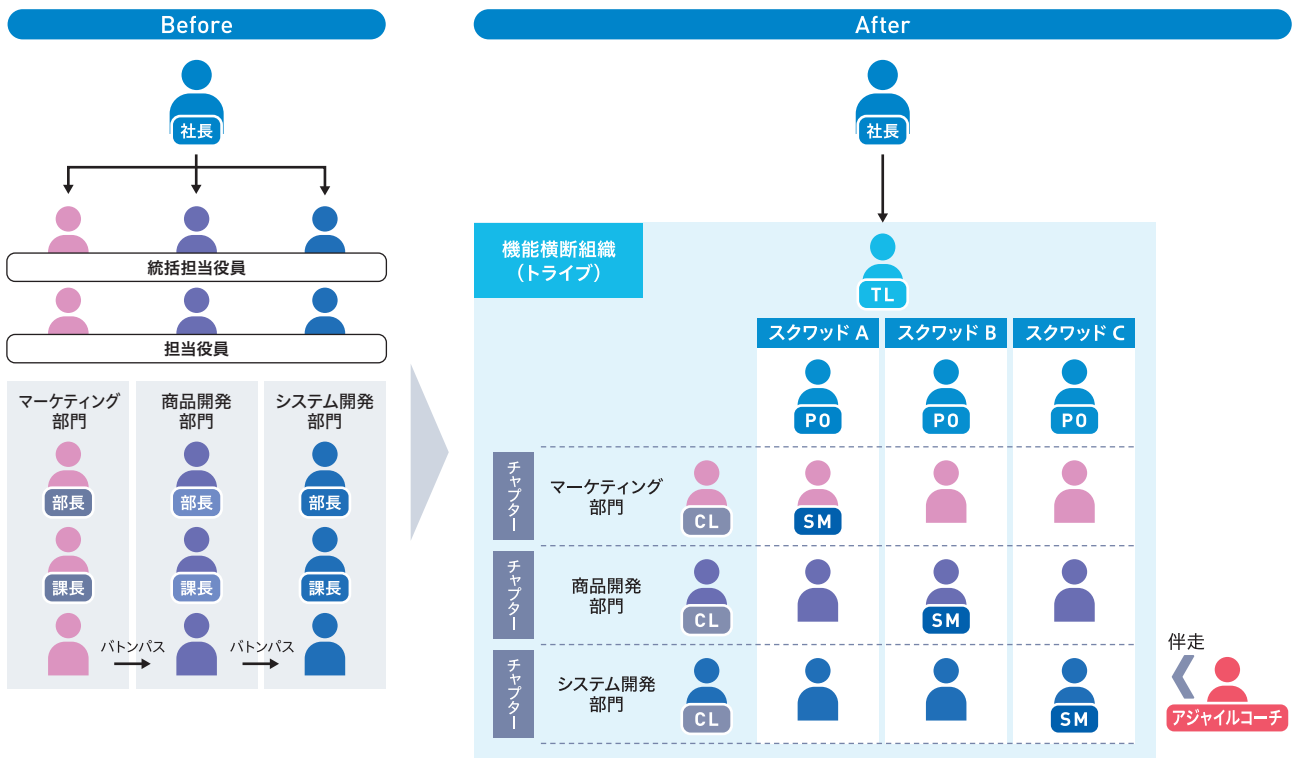 Before
社長
統括担当役員
担当役員
マーケティング
部門
商品開発
部門
システム開発
部門
部長
部長
部長
課長
課長
課長
バトンパス
バトンパス
After
社長
機能横断組織
（トライブ）
TL
スクワッド A
スクワッド B
スクワッド C
PO
PO
PO
チャプター
マーケティング
部門
CL
SM
チャプター
商品開発
部門
CL
SM
チャプター
システム開発
部門
CL
SM
伴走
アジャイルコーチ